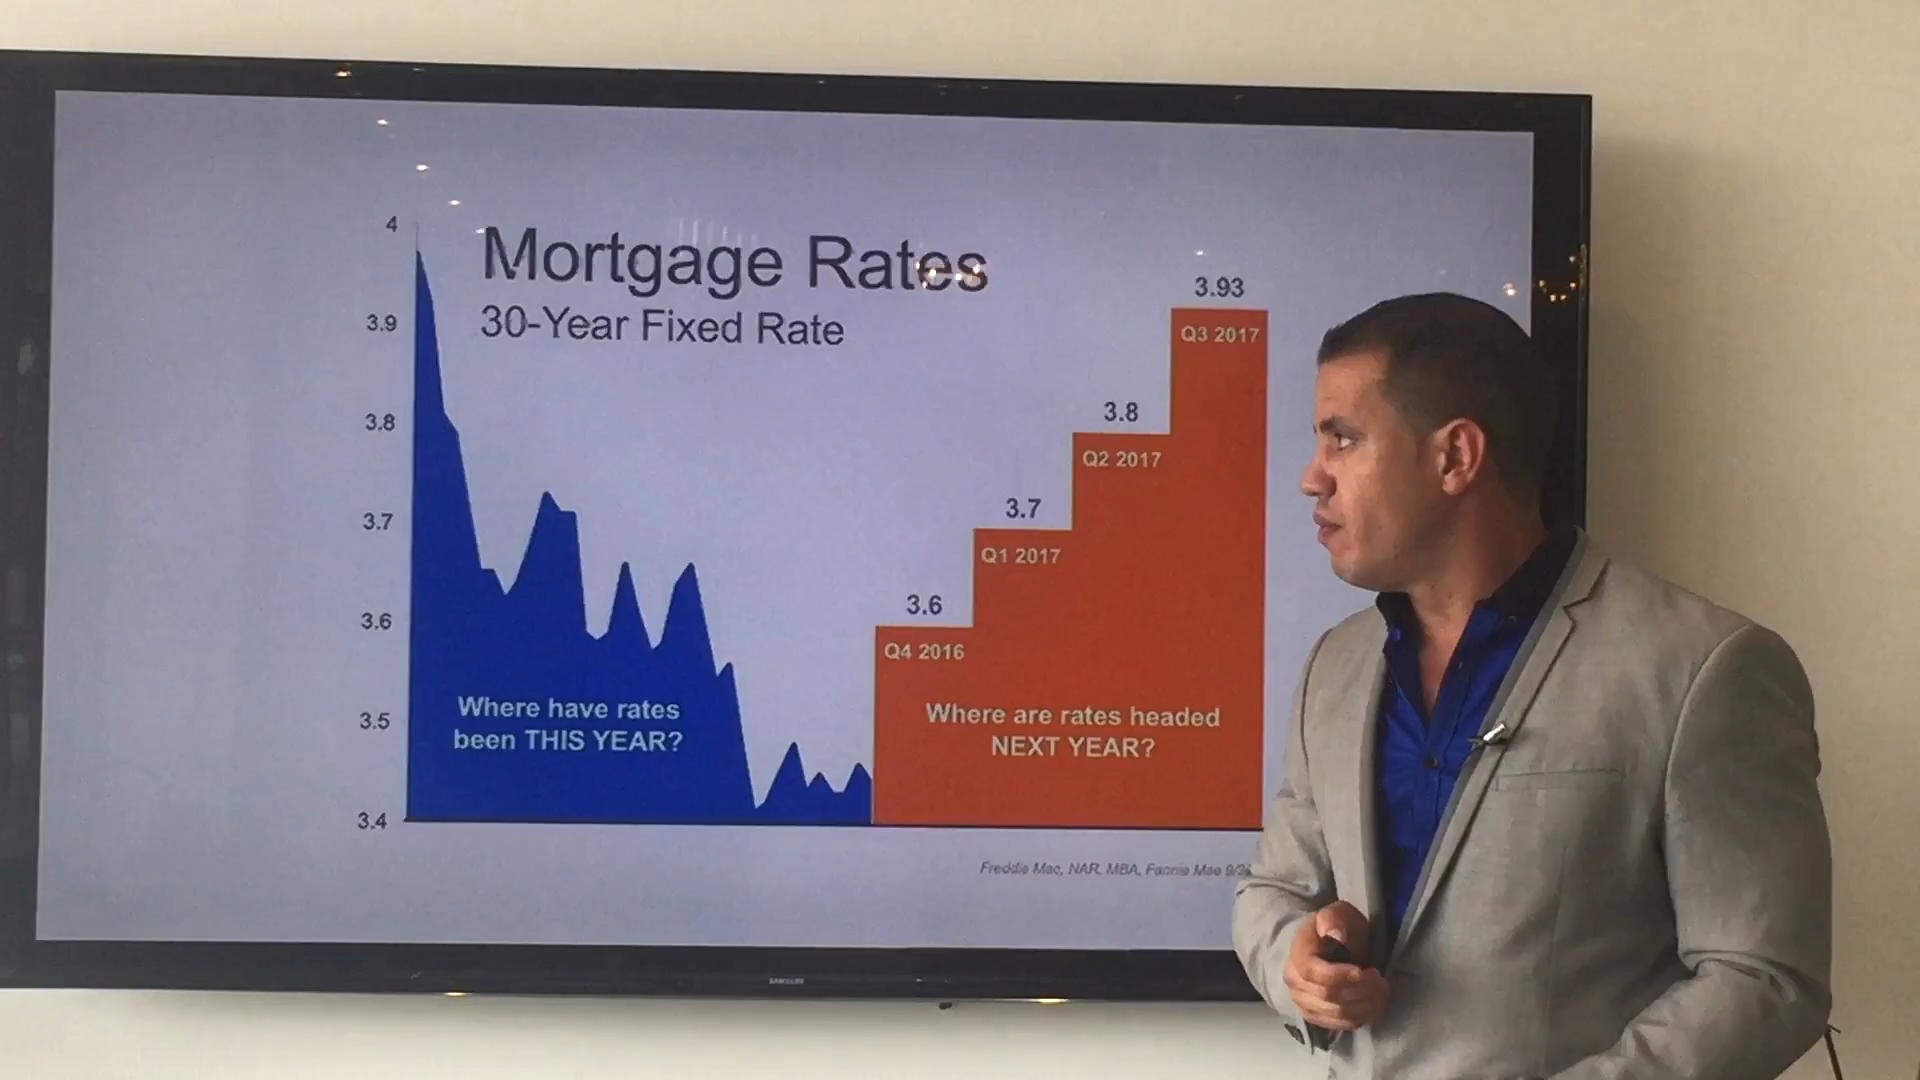 Mortgage Rates
30-Year Fixed Rate
4
3.9
3.8
3.7
3.6
3.5
3.4
Where have rates
been THIS YEAR?
3.6
Q4 2016
3.7
Q1 2017
3.8
Q2 2017
3.93
Q3 2017
Where are rates headed
NEXT YEAR?
Freddie Mac, NAR, MBA, Fannie Mae
SAMSUNG